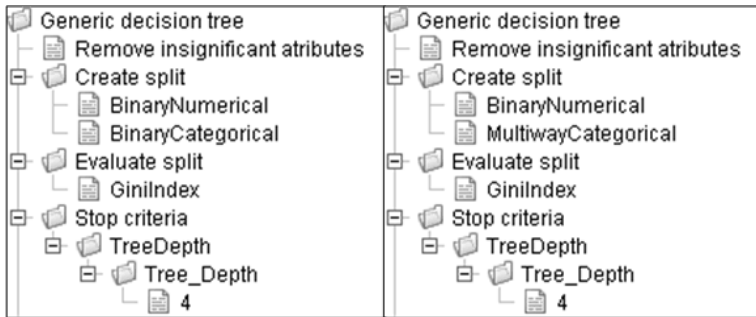 Generic decision tree
Remove insignificant atributes
Create split
BinaryNumerical
BinaryCategorical
Evaluate split
GiniIndex
Stop criteria
TreeDepth
Tree_Depth
4
Generic decision tree
Remove insignificant atributes
Create split
BinaryNumerical
MultiwayCategorical
Evaluate split
GiniIndex
Stop criteria
TreeDepth
Tree_Depth
4